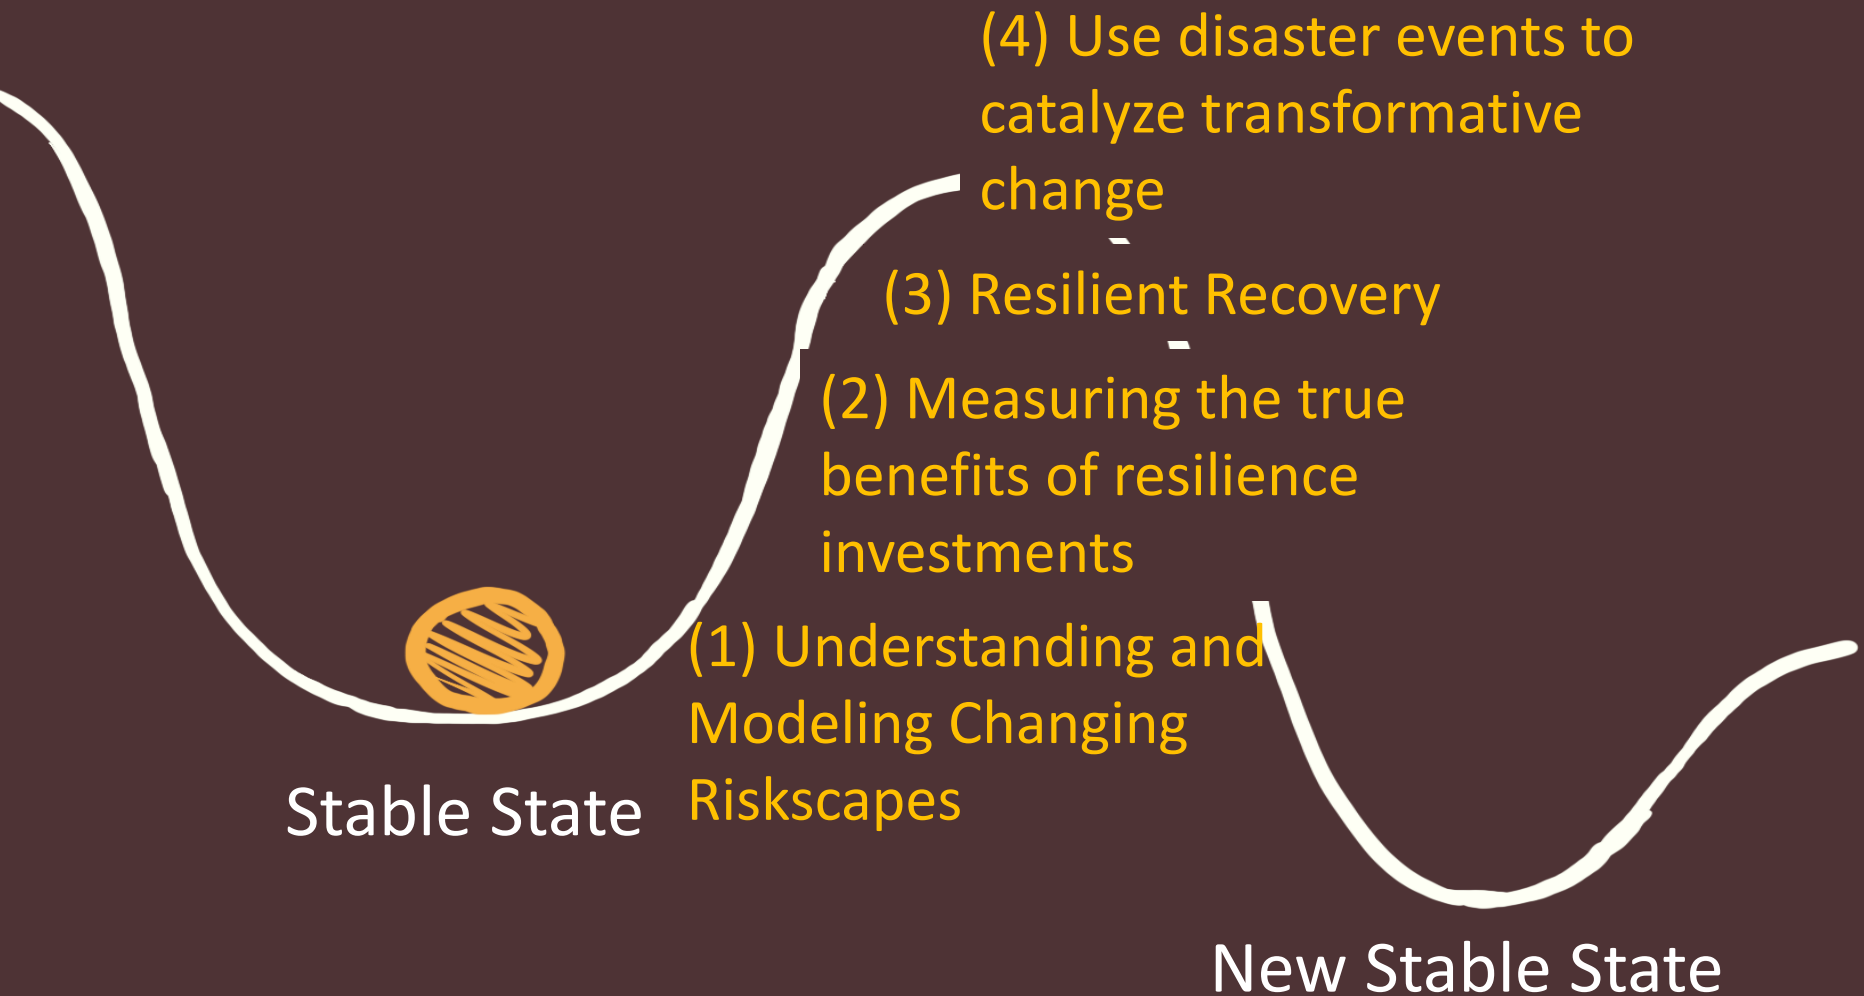 (4) Use disaster events to
catalyze transformative
change
(3) Resilient Recovery
(2) Measuring the true
benefits of resilience
investments
(1) Understanding and
Modeling Changing
Riskscapes
Stable State
New Stable State